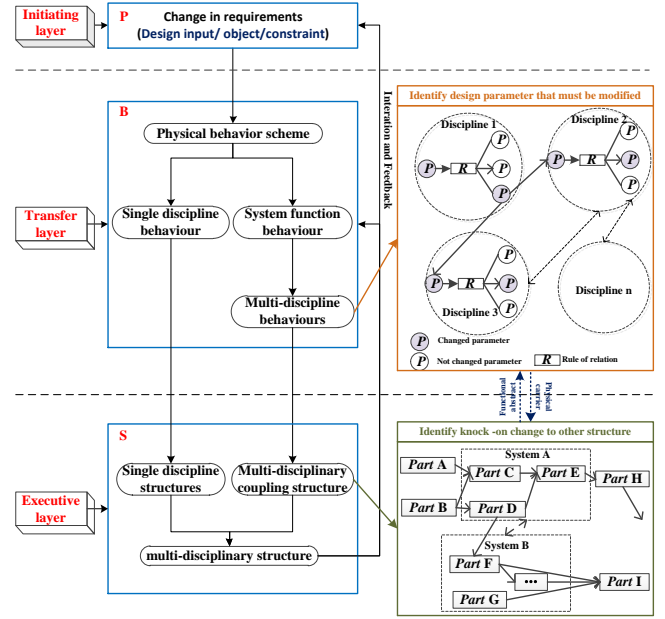 Initiating
layer
P
Change in requirements
(Design input/ object/constraint)
B
Physical behavior scheme
Transfer
layer
Single discipline
behaviour
System function
behaviour
Multi-discipline
behaviours
Interation and Feedback
Identify design parameter that must be modified
Discipline 1
P
P
R
P
P
Discipline 2
P
P
R
P
P
P
P
R
P
P
Discipline 3
Discipline n
P
Changed parameter
P
Not changed parameter
R
Rule of relation
Functional
abstract
Physical
carrier
Executive
layer
S
Single discipline
structures
Multi-disciplinary
coupling structure
multi-disciplinary structure
Identify knock -on change to other structure
System A
Part A
Part C
Part E
Part H
Part B
Part D
System B
Part F
...
Part I
Part G